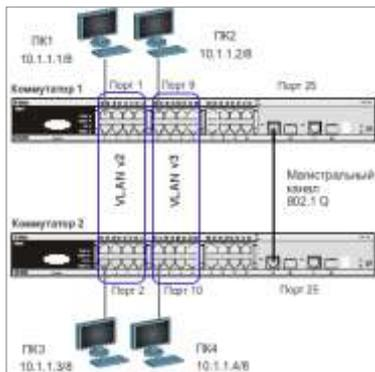 ПК1
10.1.1.1/8
ПК2
10.1.1.2/8
Порт 1
Порт 9
Порт 25
Коммутатор 1
VLAN v2
VLAN v3
Магистральный
канал
802.1 Q
Коммутатор 2
Порт 2
Порт 10
Порт 25
ПК3
10.1.1.3/8
ПК4
10.1.1.4/8